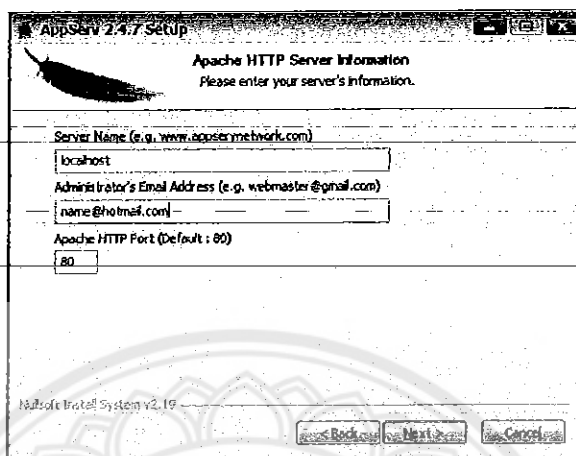 AppServ 2.4.7 Setup
Apache HTTP Server Information
Please enter your server's information.
Server Name (e.g. www.appservnetwork.com)
localhost
Administrator's Email Address (e.g. webmaster@gmail.com)
name@hotmail.com
Apache HTTP Port (Default : 80)
80
Nullsoft Install System v2.19
< Back
Next >
Cancel